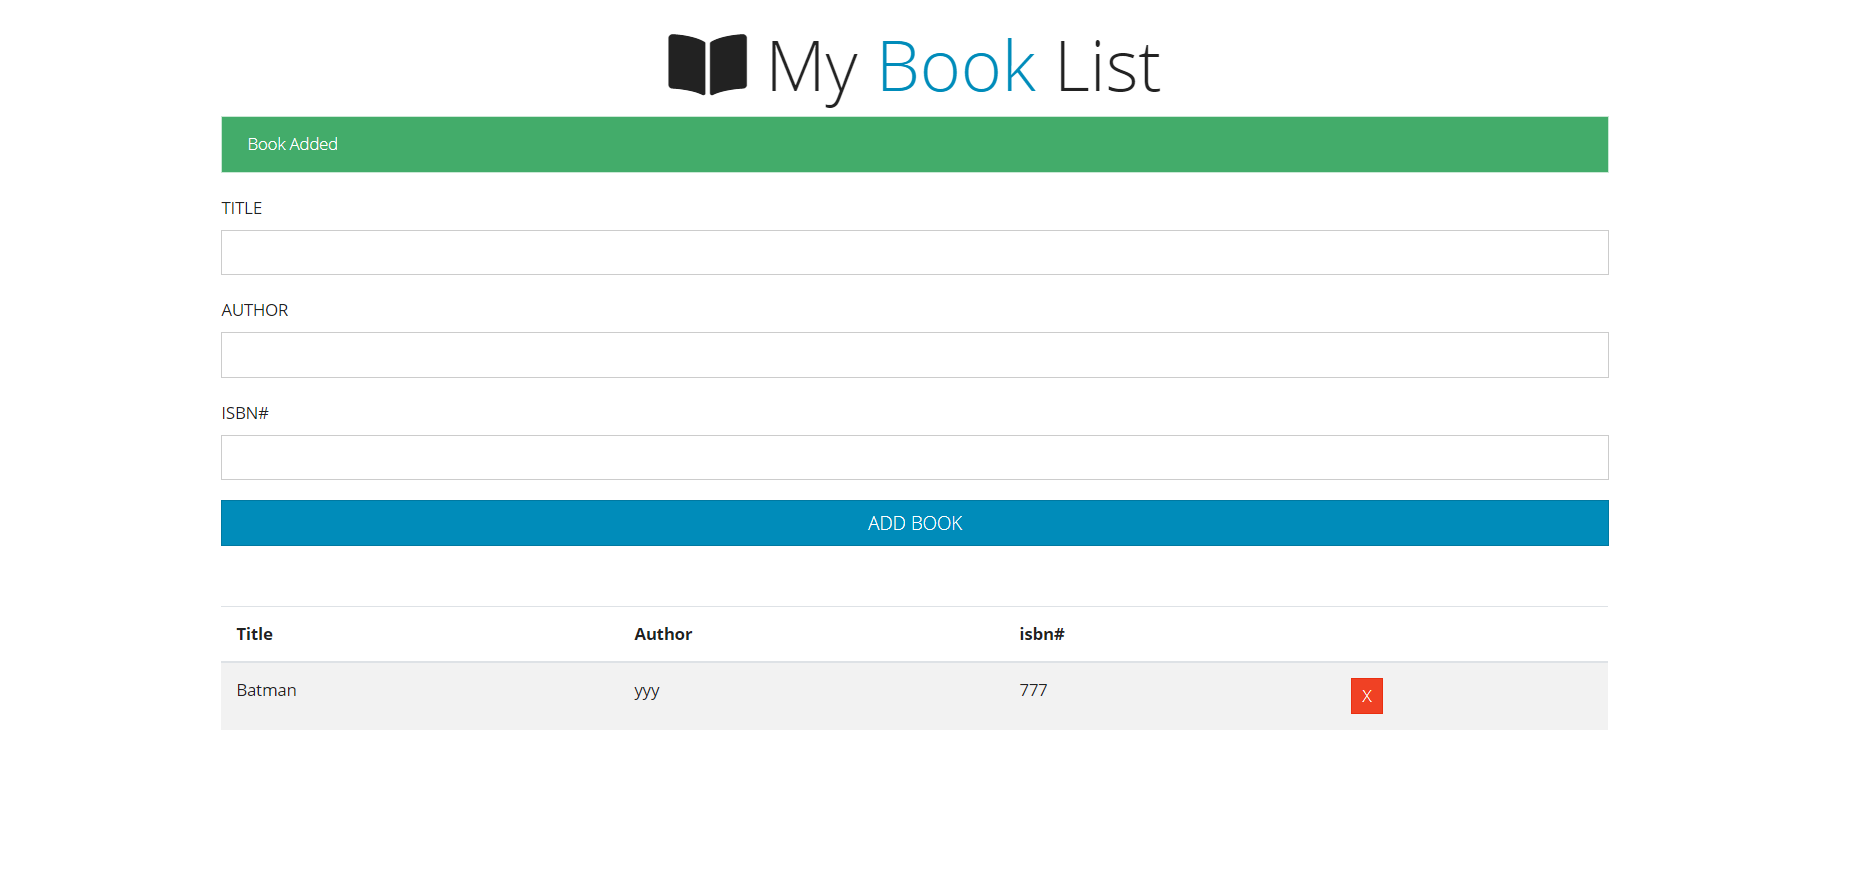 My Book List
Book Added
TITLE
AUTHOR
ISBN#
ADD BOOK
Title Author isbn#
Batman yyy 777 X